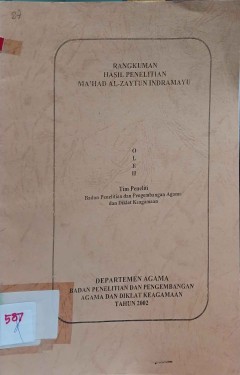 RANGKUMAN
HASIL PENELITIAN
MA'HAD AL-ZAYTUN INDRAMAYU
O
L
E
H
Tim Peneliti
Badan Penelitian dan Pengembangan Agama
dan Diklat Keagamaan
DEPARTEMEN AGAMA
BADAN PENELITIAN DAN PENGEMBANGAN
AGAMA DAN DIKLAT KEAGAMAAN
TAHUN 2002
587